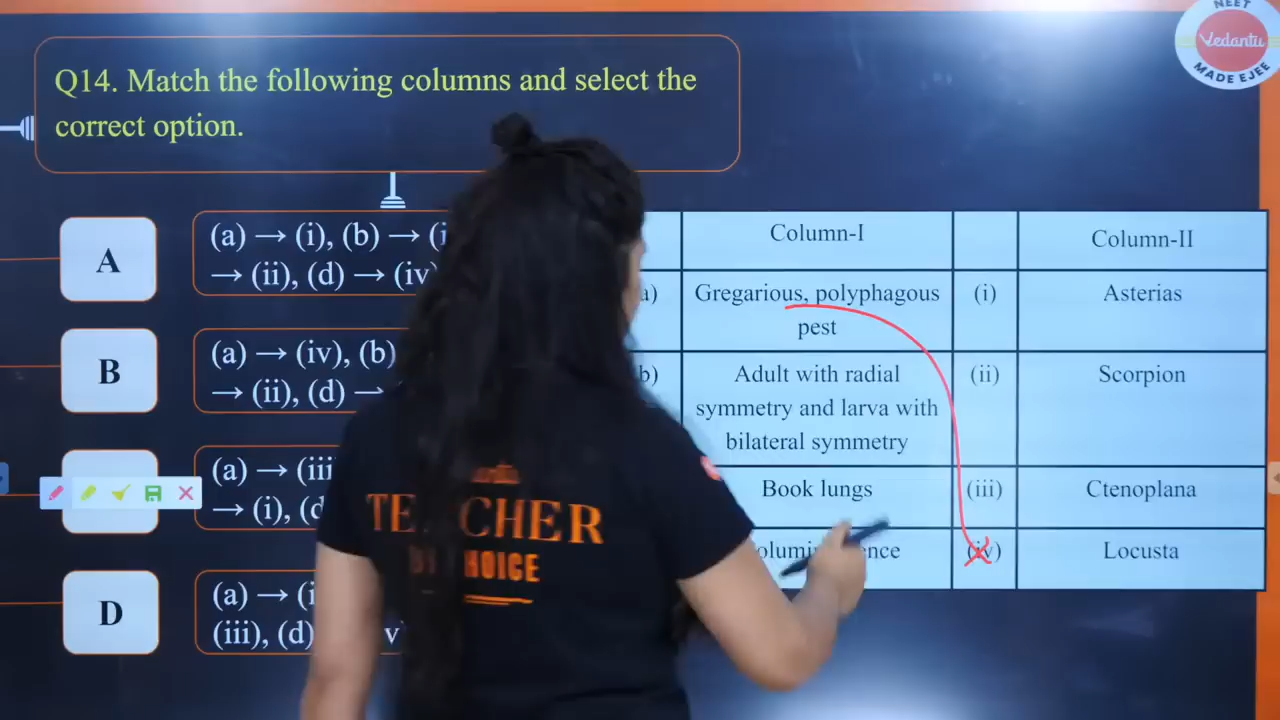 NEET
Vedantu
MADE EJEE
Q14. Match the following columns and select the
correct option.
A
(a) → (i), (b) →
→ (ii), (d) → (iv)
B
(a) → (iv), (b)
→ (ii), (d) →
(a) → (iii
→ (i), (d
D
(a) →
(iii), (d)
Column-I
Column-II
Gregarious, polyphagous
pest
(i)
Asterias
Adult with radial
symmetry and larva with
bilateral symmetry
(ii)
Scorpion
Book lungs
(iii)
Ctenoplana
(iv)
Locusta
TEACHER
BY CHOICE